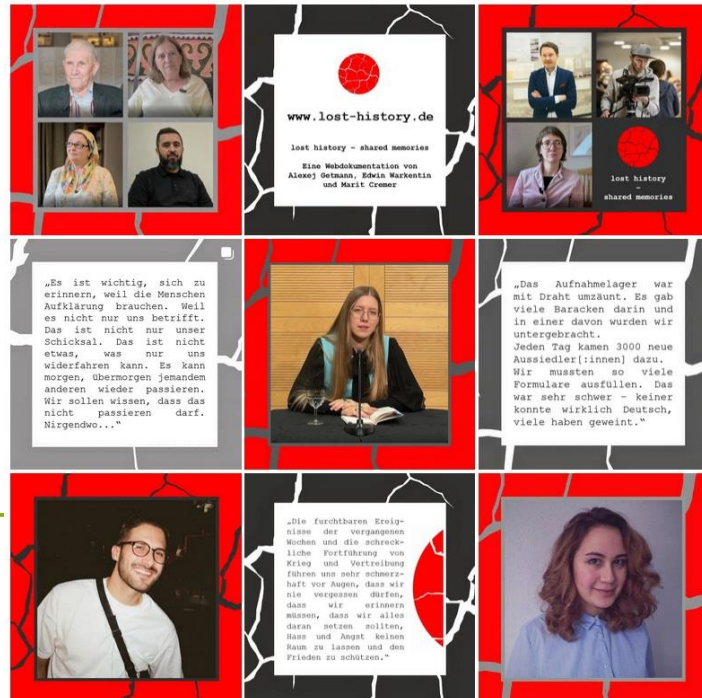 www.lost-history.de
lost history – shared memories
Eine Webdokumentation von
Alexej Getmann, Edwin Warkentin
und Marit Cremer
lost history
–
shared memories
„Es ist wichtig, sich zu
erinnern, weil die Menschen
Aufklärung brauchen. Weil
es nicht nur uns betrifft.
Das ist nicht nur unser
Schicksal. Das ist nicht
etwas, was nur uns
widerfahren kann. Es kann
morgen, übermorgen jemandem
anderen wieder passieren.
Wir sollen wissen, dass das
nicht passieren darf.
Nirgendwo...“
„Das Aufnahmelager war
mit Draht umzäunt. Es gab
viele Baracken darin und
in einer davon wurden wir
untergebracht.
Jeden Tag kamen 3000 neue
Aussiedler[:innen] dazu.
Wir mussten so viele
Formulare ausfüllen. Das
war sehr schwer – keiner
konnte wirklich Deutsch,
viele haben geweint.“
„Die furchtbaren Ereig-
nisse der vergangenen
Wochen und die schreck-
liche Fortführung von
Krieg und Vertreibung
führen uns sehr schmerz-
haft vor Augen, dass wir
nie vergessen dürfen,
dass wir erinnern
müssen, dass wir alles
daran setzen sollten,
Hass und Angst keinen
Raum zu lassen und den
Frieden zu schützen.“